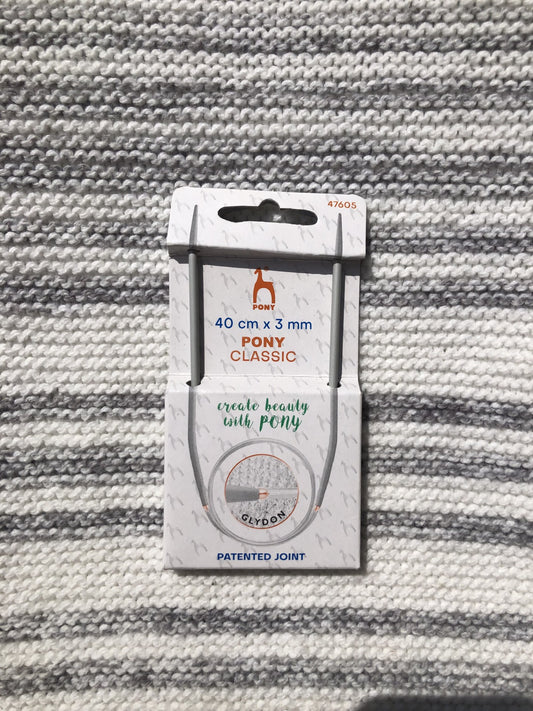 47605
PONY
40 cm x 3 mm
PONY
CLASSIC
create beauty
with PONY
GLYDON
PATENTED JOINT